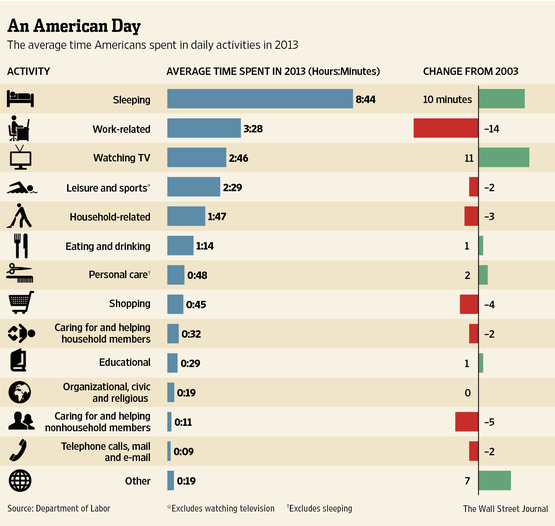 An American Day
The average time Americans spent in daily activities in 2013
ACTIVITY AVERAGE TIME SPENT IN 2013 (Hours:Minutes) CHANGE FROM 2003
Sleeping 8:44 10 minutes
Work-related 3:28 –14
Watching TV 2:46 11
Leisure and sports* 2:29 –2
Household-related 1:47 –3
Eating and drinking 1:14 1
Personal care† 0:48 2
Shopping 0:45 –4
Caring for and helping
household members 0:32 –2
Educational 0:29 1
Organizational, civic
and religious 0:19 0
Caring for and helping
nonhousehold members 0:11 –5
Telephone calls, mail
and e-mail 0:09 –2
Other 0:19 7
Source: Department of Labor *Excludes watching television †Excludes sleeping The Wall Street Journal